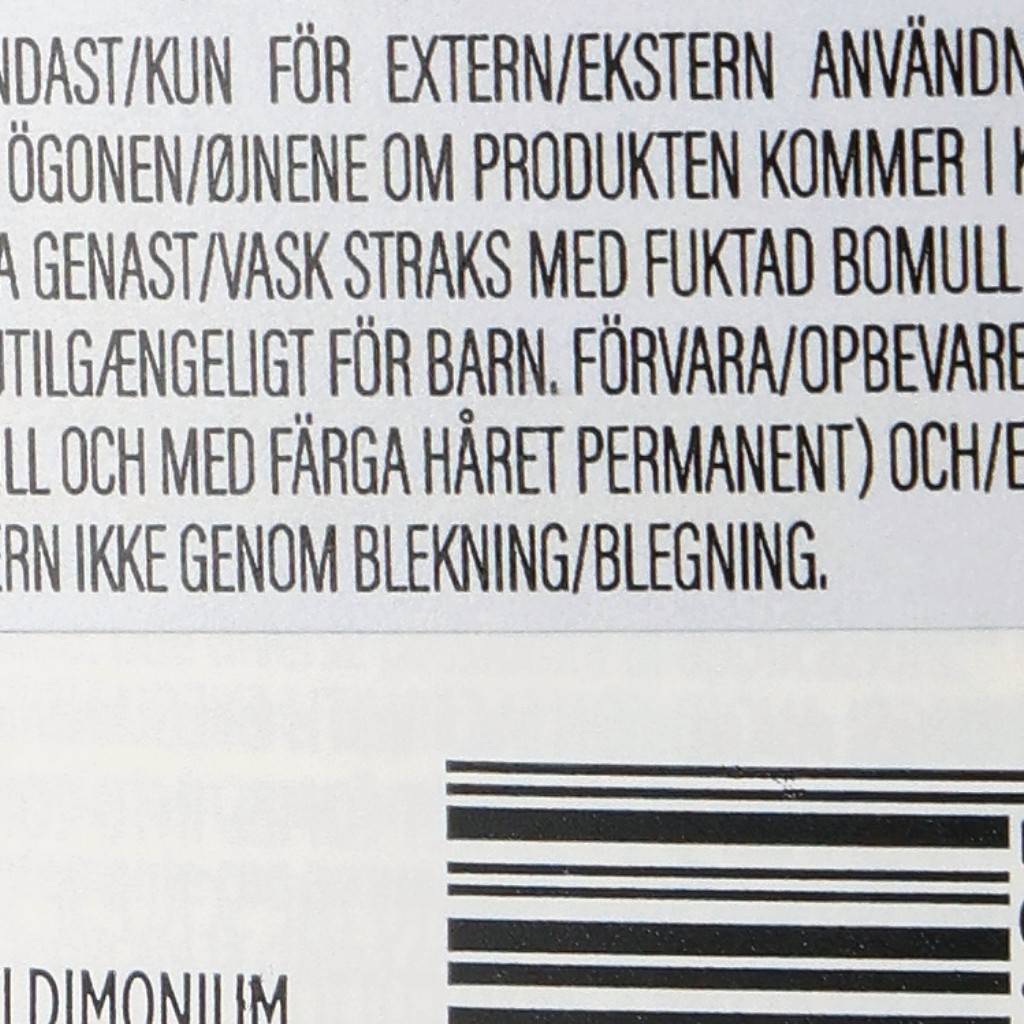 NDAST/KUN FÖR EXTERN/EKSTERN ANVÄNDN
ÖGONEN/ØJNENE OM PRODUKTEN KOMMER I K
A GENAST/VASK STRAKS MED FUKTAD BOMULL
UTILGÆNGELIGT FÖR BARN. FÖRVARA/OPBEVARE
LL OCH MED FÄRGA HÅRET PERMANENT) OCH/E
ERN IKKE GENOM BLEKNING/BLEGNING.
LDIMONIUM